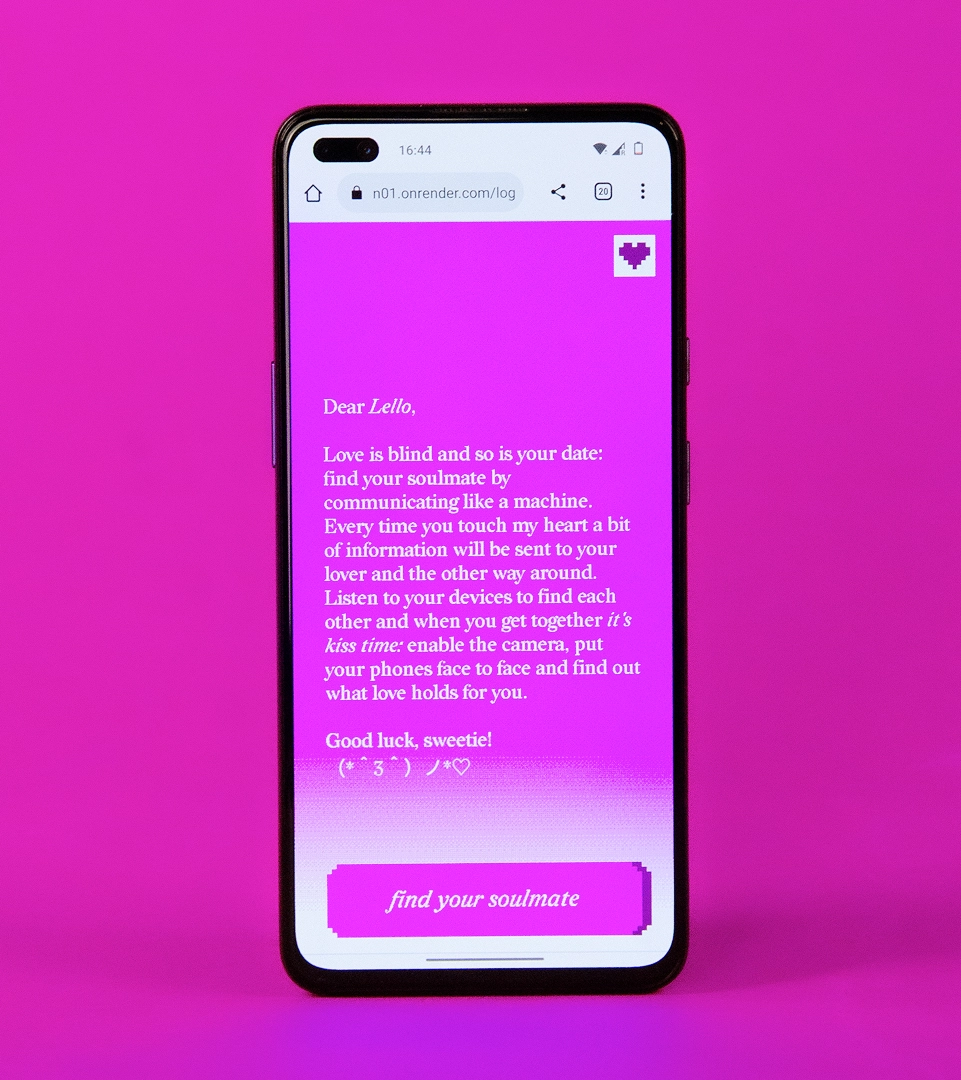 16:44
n01.onrender.com/log
20
Dear Lello,
Love is blind and so is your date:
find your soulmate by
communicating like a machine.
Every time you touch my heart a bit
of information will be sent to your
lover and the other way around.
Listen to your devices to find each
other and when you get together it's
kiss time: enable the camera, put
your phones face to face and find out
what love holds for you.
Good luck, sweetie!
(*＾3＾) ノ*♡
find your soulmate